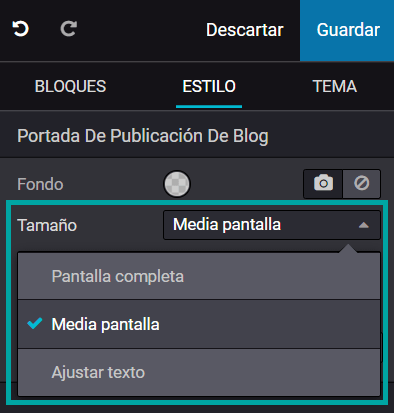 Descartar Guardar
BLOQUES ESTILO TEMA
Portada De Publicación De Blog
Fondo
Tamaño Media pantalla
Pantalla completa
Media pantalla
Ajustar texto